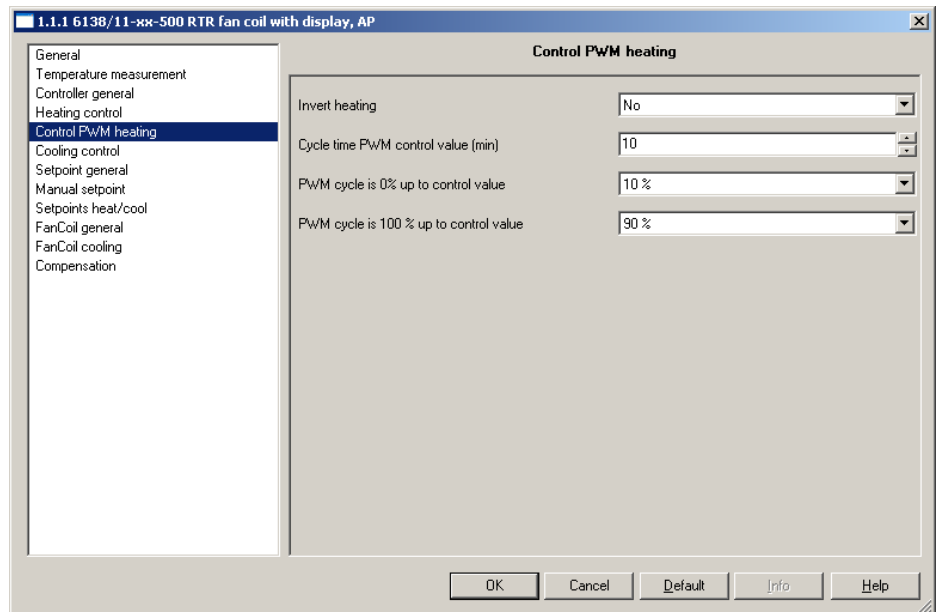 1.1.1 6138/11-xx-500 RTR fan coil with display, AP
General
Temperature measurement
Controller general
Heating control
Control PWM heating
Cooling control
Setpoint general
Manual setpoint
Setpoints heat/cool
FanCoil general
FanCoil cooling
Compensation
Control PWM heating
Invert heating No
Cycle time PWM control value (min) 10
PWM cycle is 0% up to control value 10 %
PWM cycle is 100 % up to control value 90 %
OK Cancel Default Info Help